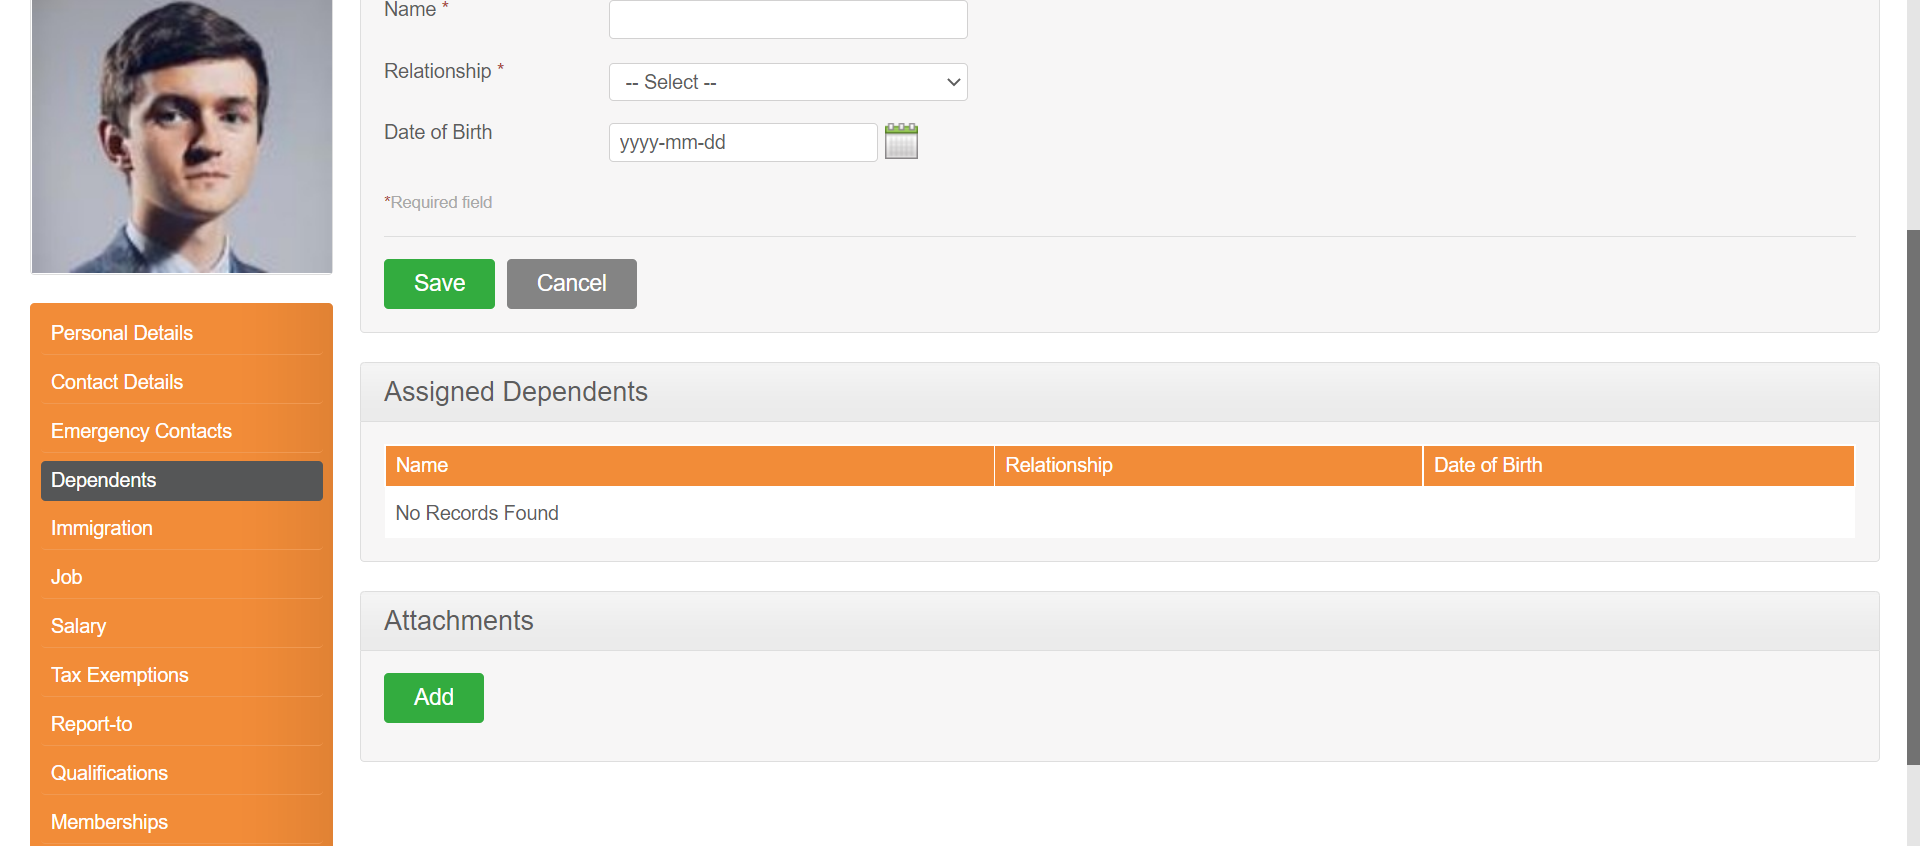 Name *
Relationship *
-- Select --
Date of Birth
yyyy-mm-dd
*Required field
Save
Cancel
Personal Details
Contact Details
Emergency Contacts
Dependents
Immigration
Job
Salary
Tax Exemptions
Report-to
Qualifications
Memberships
Assigned Dependents
Name
Relationship
Date of Birth
No Records Found
Attachments
Add